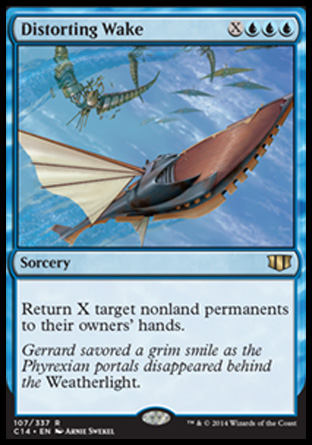 Distorting Wake XUUU
Sorcery
Return X target nonland permanents
to their owners' hands.
Gerrard savored a grim smile as the
Phyrexian portals disappeared behind
the Weatherlight.
107/337 R
C14 • EN Arnie Swekel ™ & © 2014 Wizards of the Coast